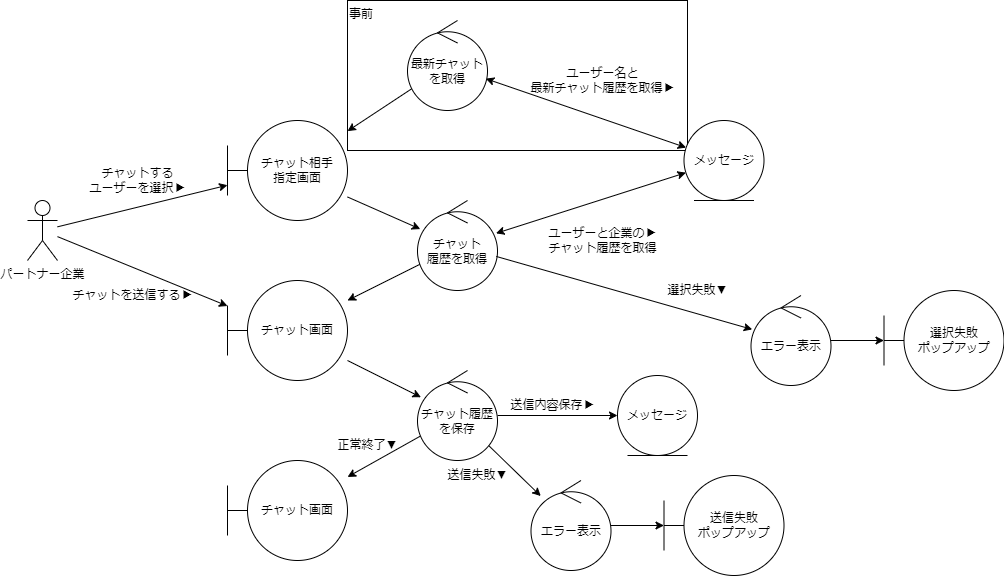 事前
最新チャット
を取得
ユーザー名と
最新チャット履歴を取得▶
チャット相手
指定画面
メッセージ
チャットする
ユーザーを選択▶
パートナー企業
チャット
履歴を取得
ユーザーと企業の▶
チャット履歴を取得
チャットを送信する▶
チャット画面
選択失敗▼
エラー表示
選択失敗
ポップアップ
チャット履歴
を保存
送信内容保存▶
メッセージ
正常終了▼
送信失敗▼
チャット画面
エラー表示
送信失敗
ポップアップ